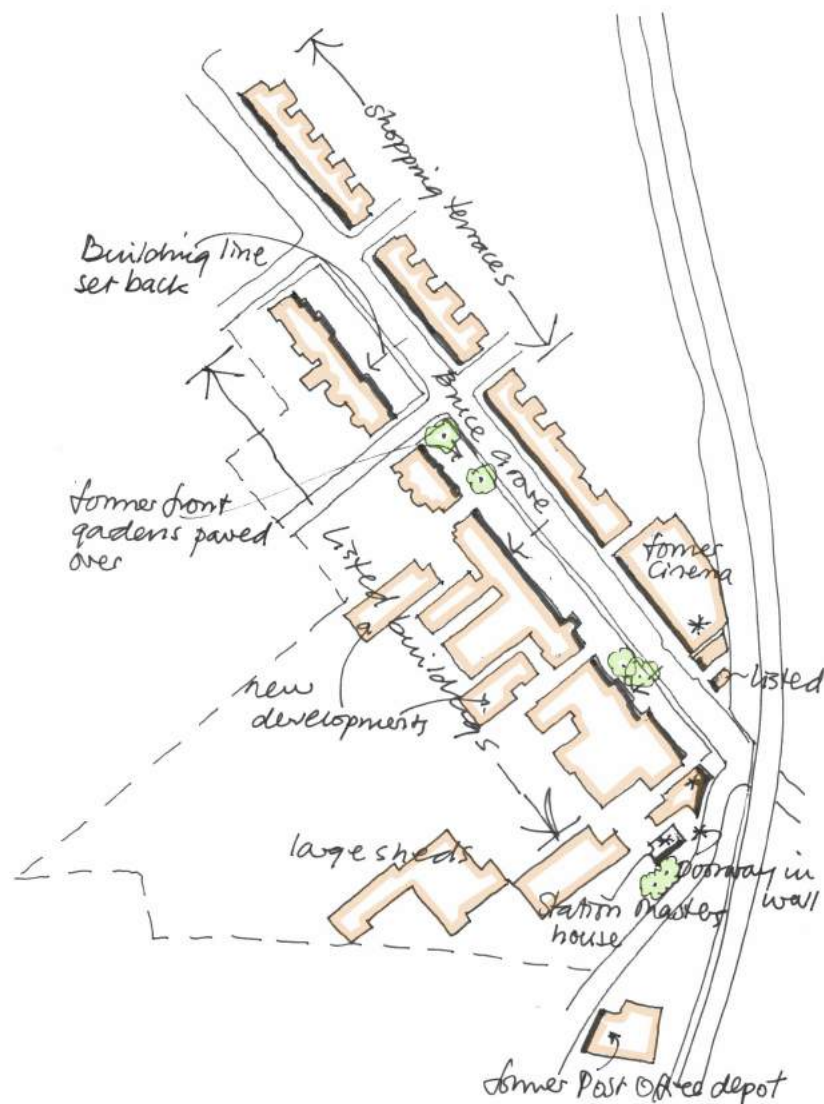 shopping terraces
Building line
set back
Bruce Grove
former front
gardens paved
over
former
Cinema
Listed buildings
Listed
new
developments
large sheds
Doorway in
wall
Station Masters
house
former Post Office depot